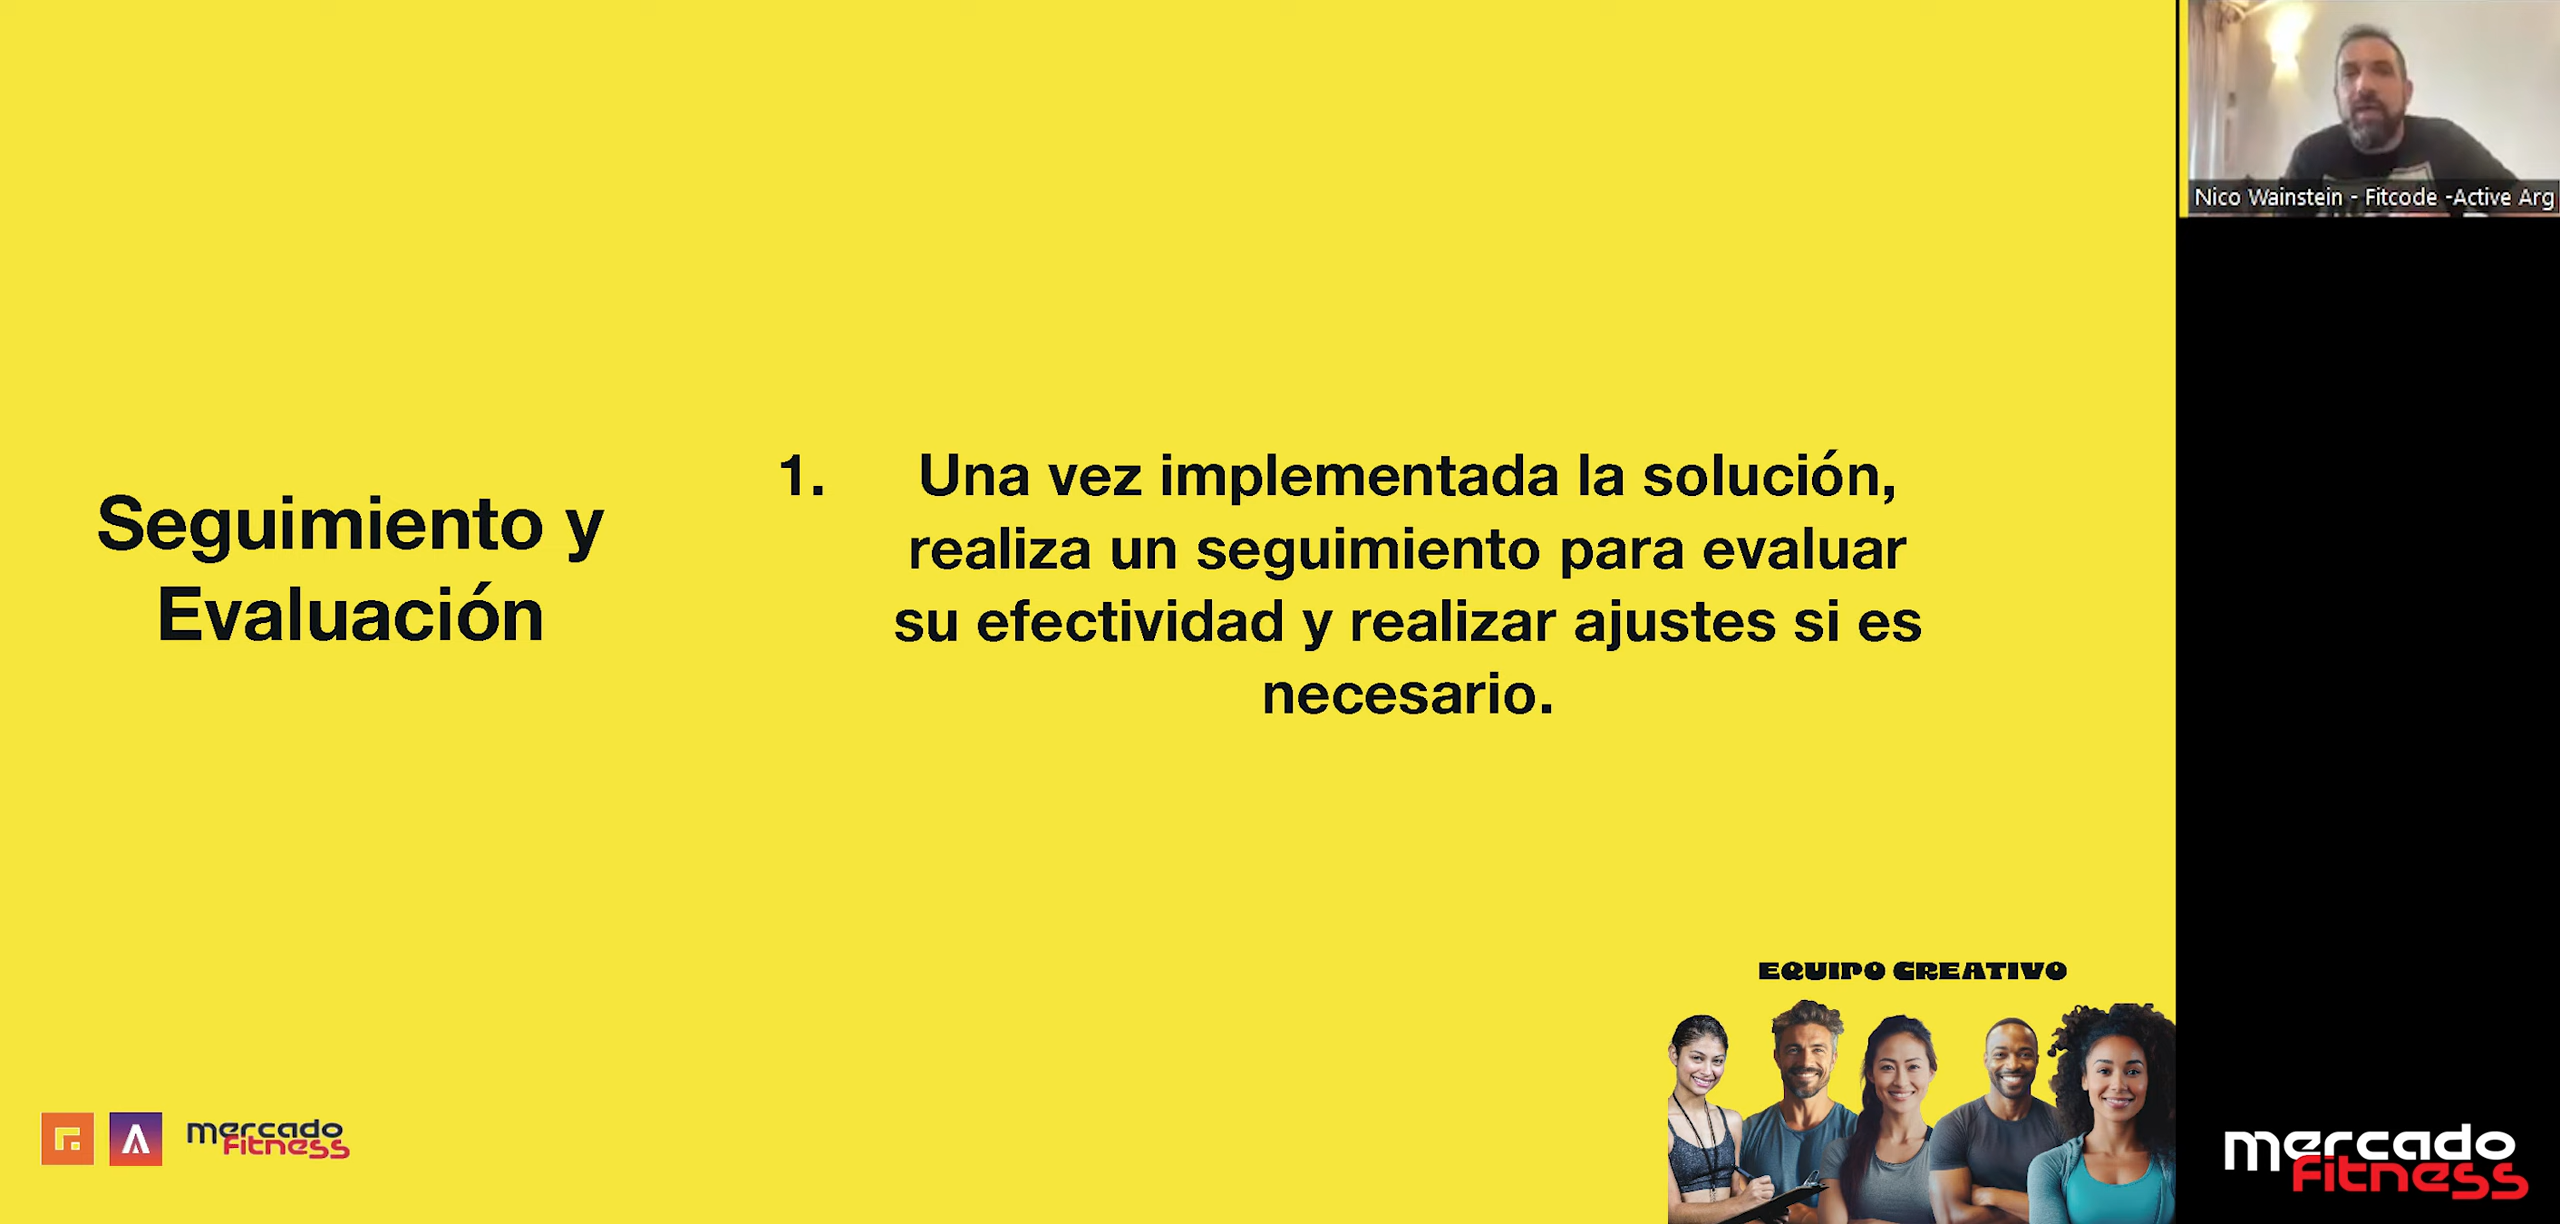 Seguimiento y
Evaluación
1. Una vez implementada la solución,
realiza un seguimiento para evaluar
su efectividad y realizar ajustes si es
necesario.
EQUIPO CREATIVO
mercado
fitness
Nico Wainstein - Fitcode -Active Arg
mercado
fitness